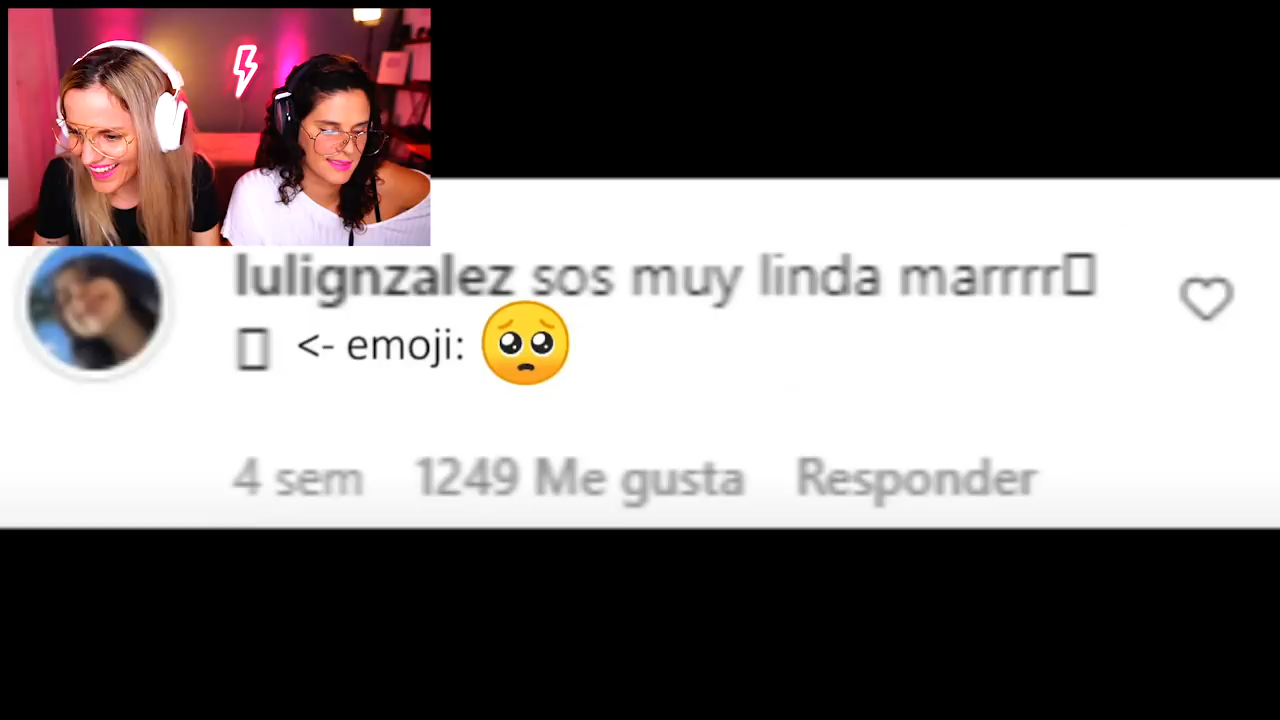 lulignzalez sos muy linda marrrr▯
▯ <- emoji: 🥺
4 sem 1249 Me gusta Responder